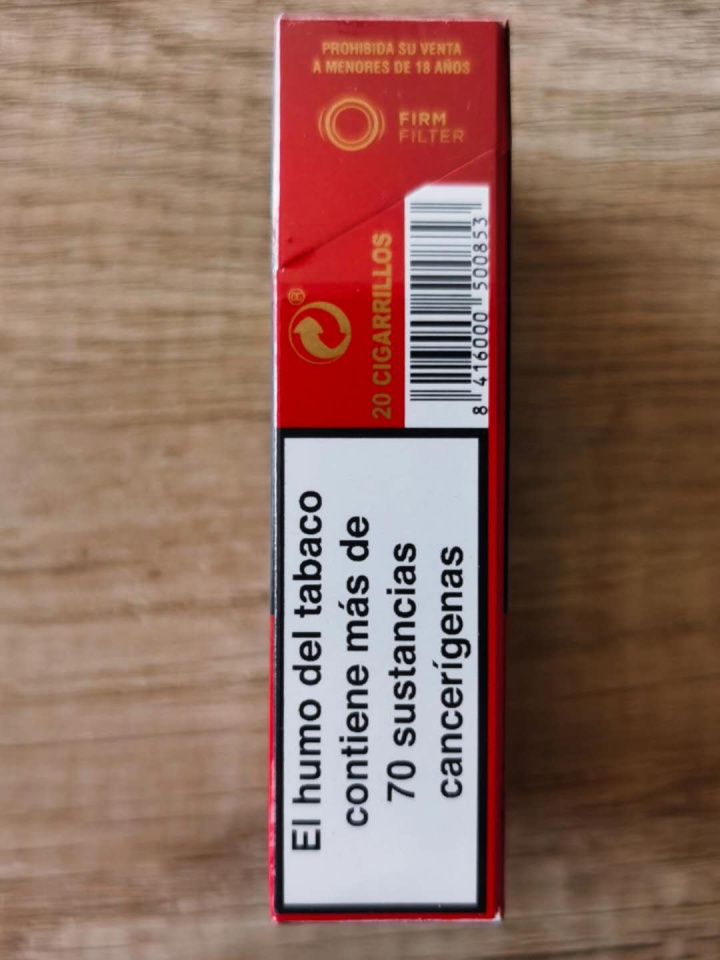 PROHIBIDA SU VENTA
A MENORES DE 18 AÑOS
FIRM
FILTER
®
20 CIGARRILLOS
8 416000 500853
El humo del tabaco
contiene más de
70 sustancias
cancerígenas